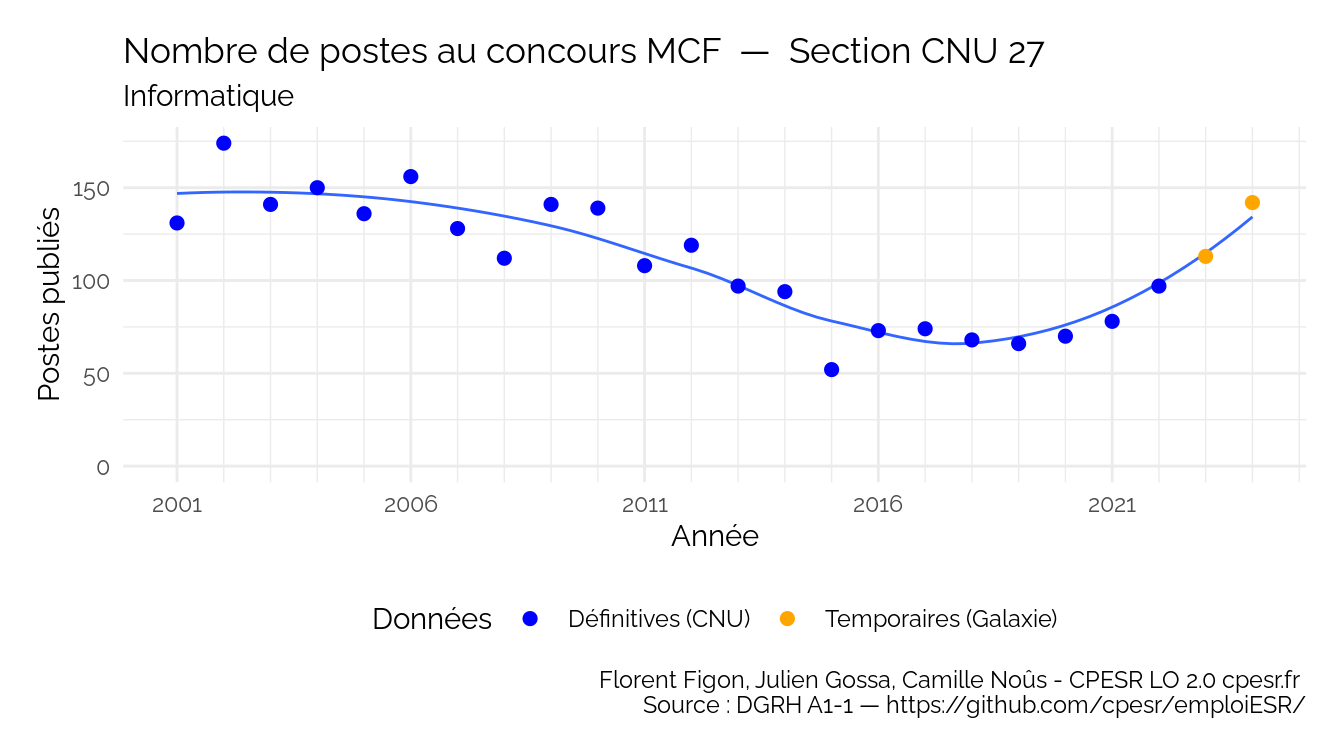 Nombre de postes au concours MCF  —  Section CNU 27
Informatique
Postes publiés
150
100
50
0
2001 2006 2011 2016 2021
Année
Données Définitives (CNU) Temporaires (Galaxie)
Florent Figon, Julien Gossa, Camille Noûs - CPESR LO 2.0 cpesr.fr
Source : DGRH A1-1 — https://github.com/cpesr/emploiESR/